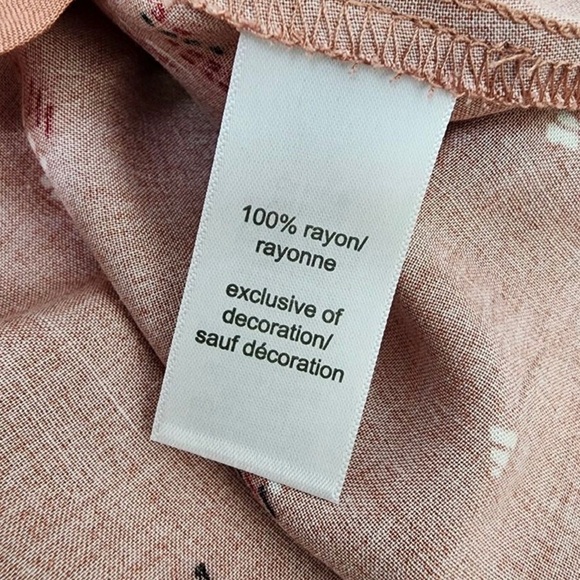 100% rayon/
rayonne
exclusive of
decoration/
sauf décoration